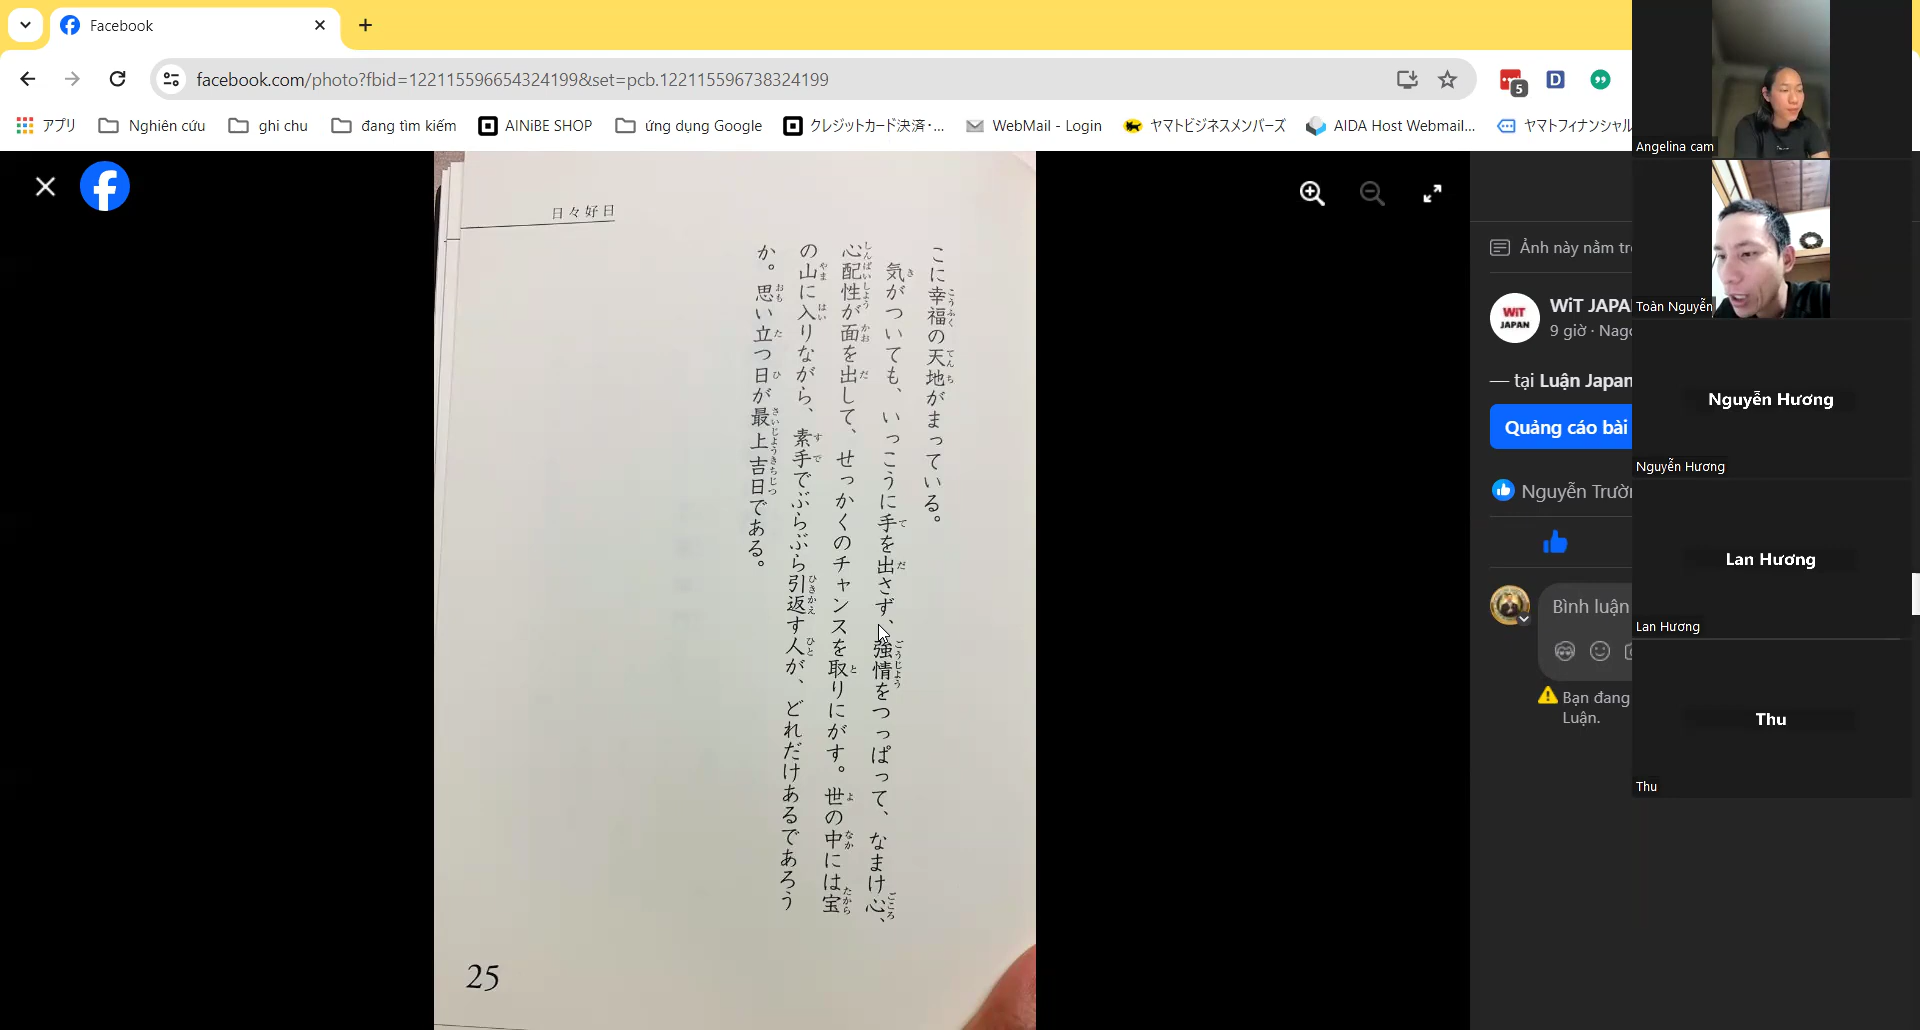 Facebook
facebook.com/photo?fbid=122115596654324199&set=pcb.122115596738324199
5
D
アプリ
Nghiên cứu
ghi chu
đang tìm kiếm
AINiBE SHOP
ứng dụng Google
クレジットカード決済・...
WebMail - Login
ヤマトビジネスメンバーズ
AIDA Host Webmail...
ヤマトフィナンシャル
日々好日
こに幸福の天地がまっている。
気がついても、いっこうに手を出さず、強情をつっぱって、なまけ心、
心配性が面を出して、せっかくのチャンスを取りにがす。世の中には宝
の山に入りながら、素手でぶらぶら引返す人が、どれだけあるであろう
か。思い立つ日が最上吉日である。
25
Ảnh này nằm tr
WiT JAPAN
WiT JAPA
9 giờ · Nago
— tại Luận Japan
Quảng cáo bài
Nguyễn Trườn
Bình luận
Bạn đang
Luận.
Angelina cam
Toàn Nguyễn
Nguyễn Hương
Nguyễn Hương
Lan Hương
Lan Hương
Thu
Thu